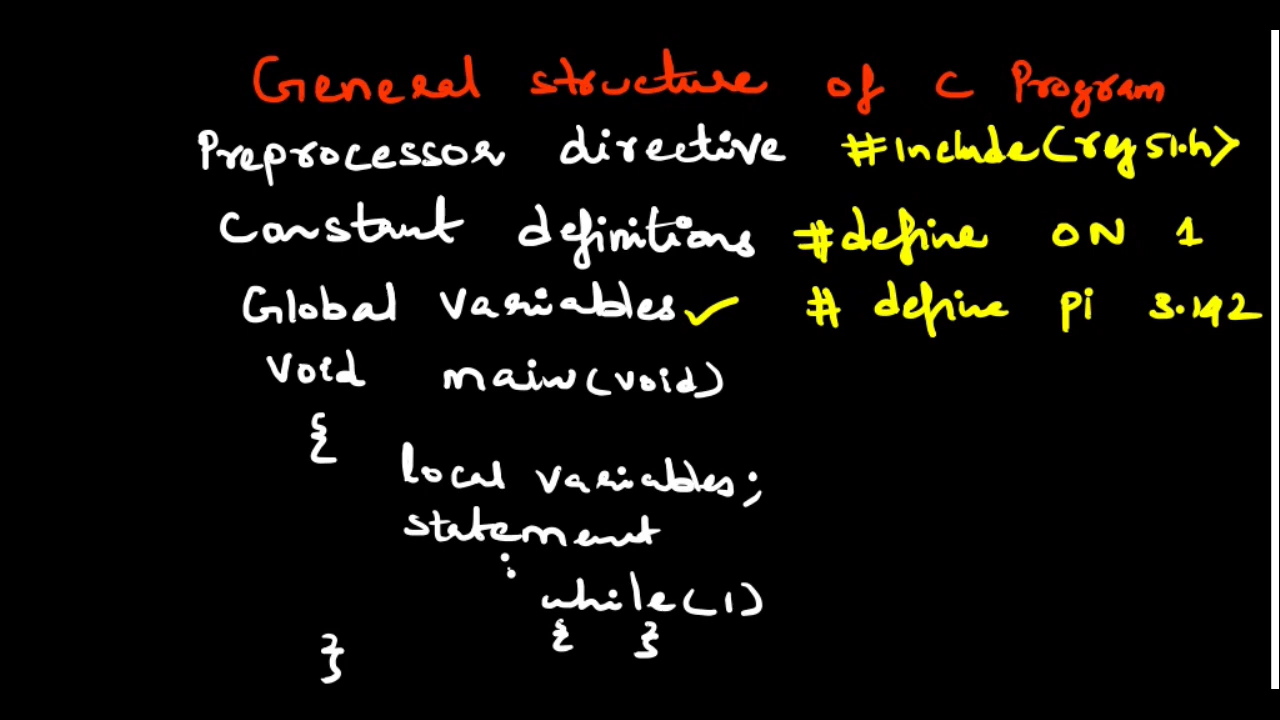 General structure of C Program
Preprocessor directive #include<reg51.h>
Constant definitions #define ON 1
Global variables ✓ # define pi 3.142
void main(void)
{
local variables;
statement
:
while(1)
{ }
}